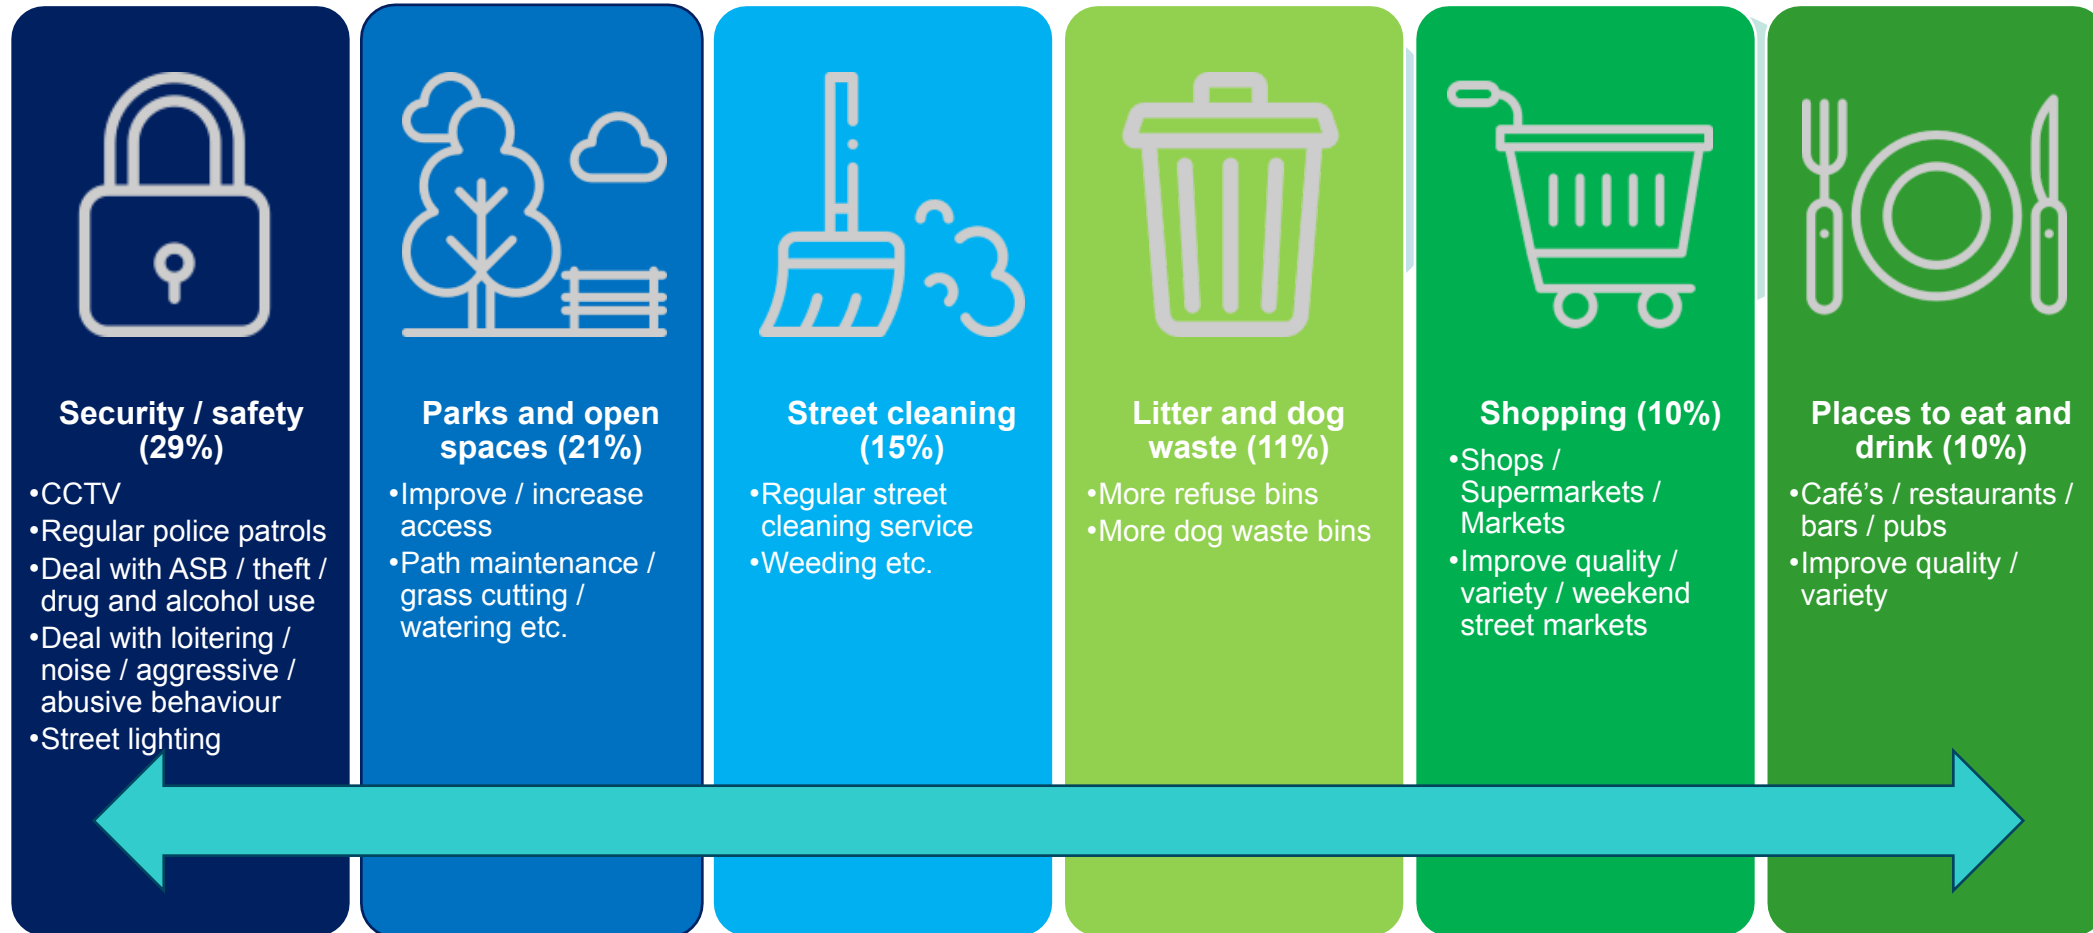 Security / safety
(29%)
•CCTV
•Regular police patrols
•Deal with ASB / theft /
drug and alcohol use
•Deal with loitering /
noise / aggressive /
abusive behaviour
•Street lighting
Parks and open
spaces (21%)
•Improve / increase
access
•Path maintenance /
grass cutting /
watering etc.
Street cleaning
(15%)
•Regular street
cleaning service
•Weeding etc.
Litter and dog
waste (11%)
•More refuse bins
•More dog waste bins
Shopping (10%)
•Shops /
Supermarkets /
Markets
•Improve quality /
variety / weekend
street markets
Places to eat and
drink (10%)
•Café’s / restaurants /
bars / pubs
•Improve quality /
variety